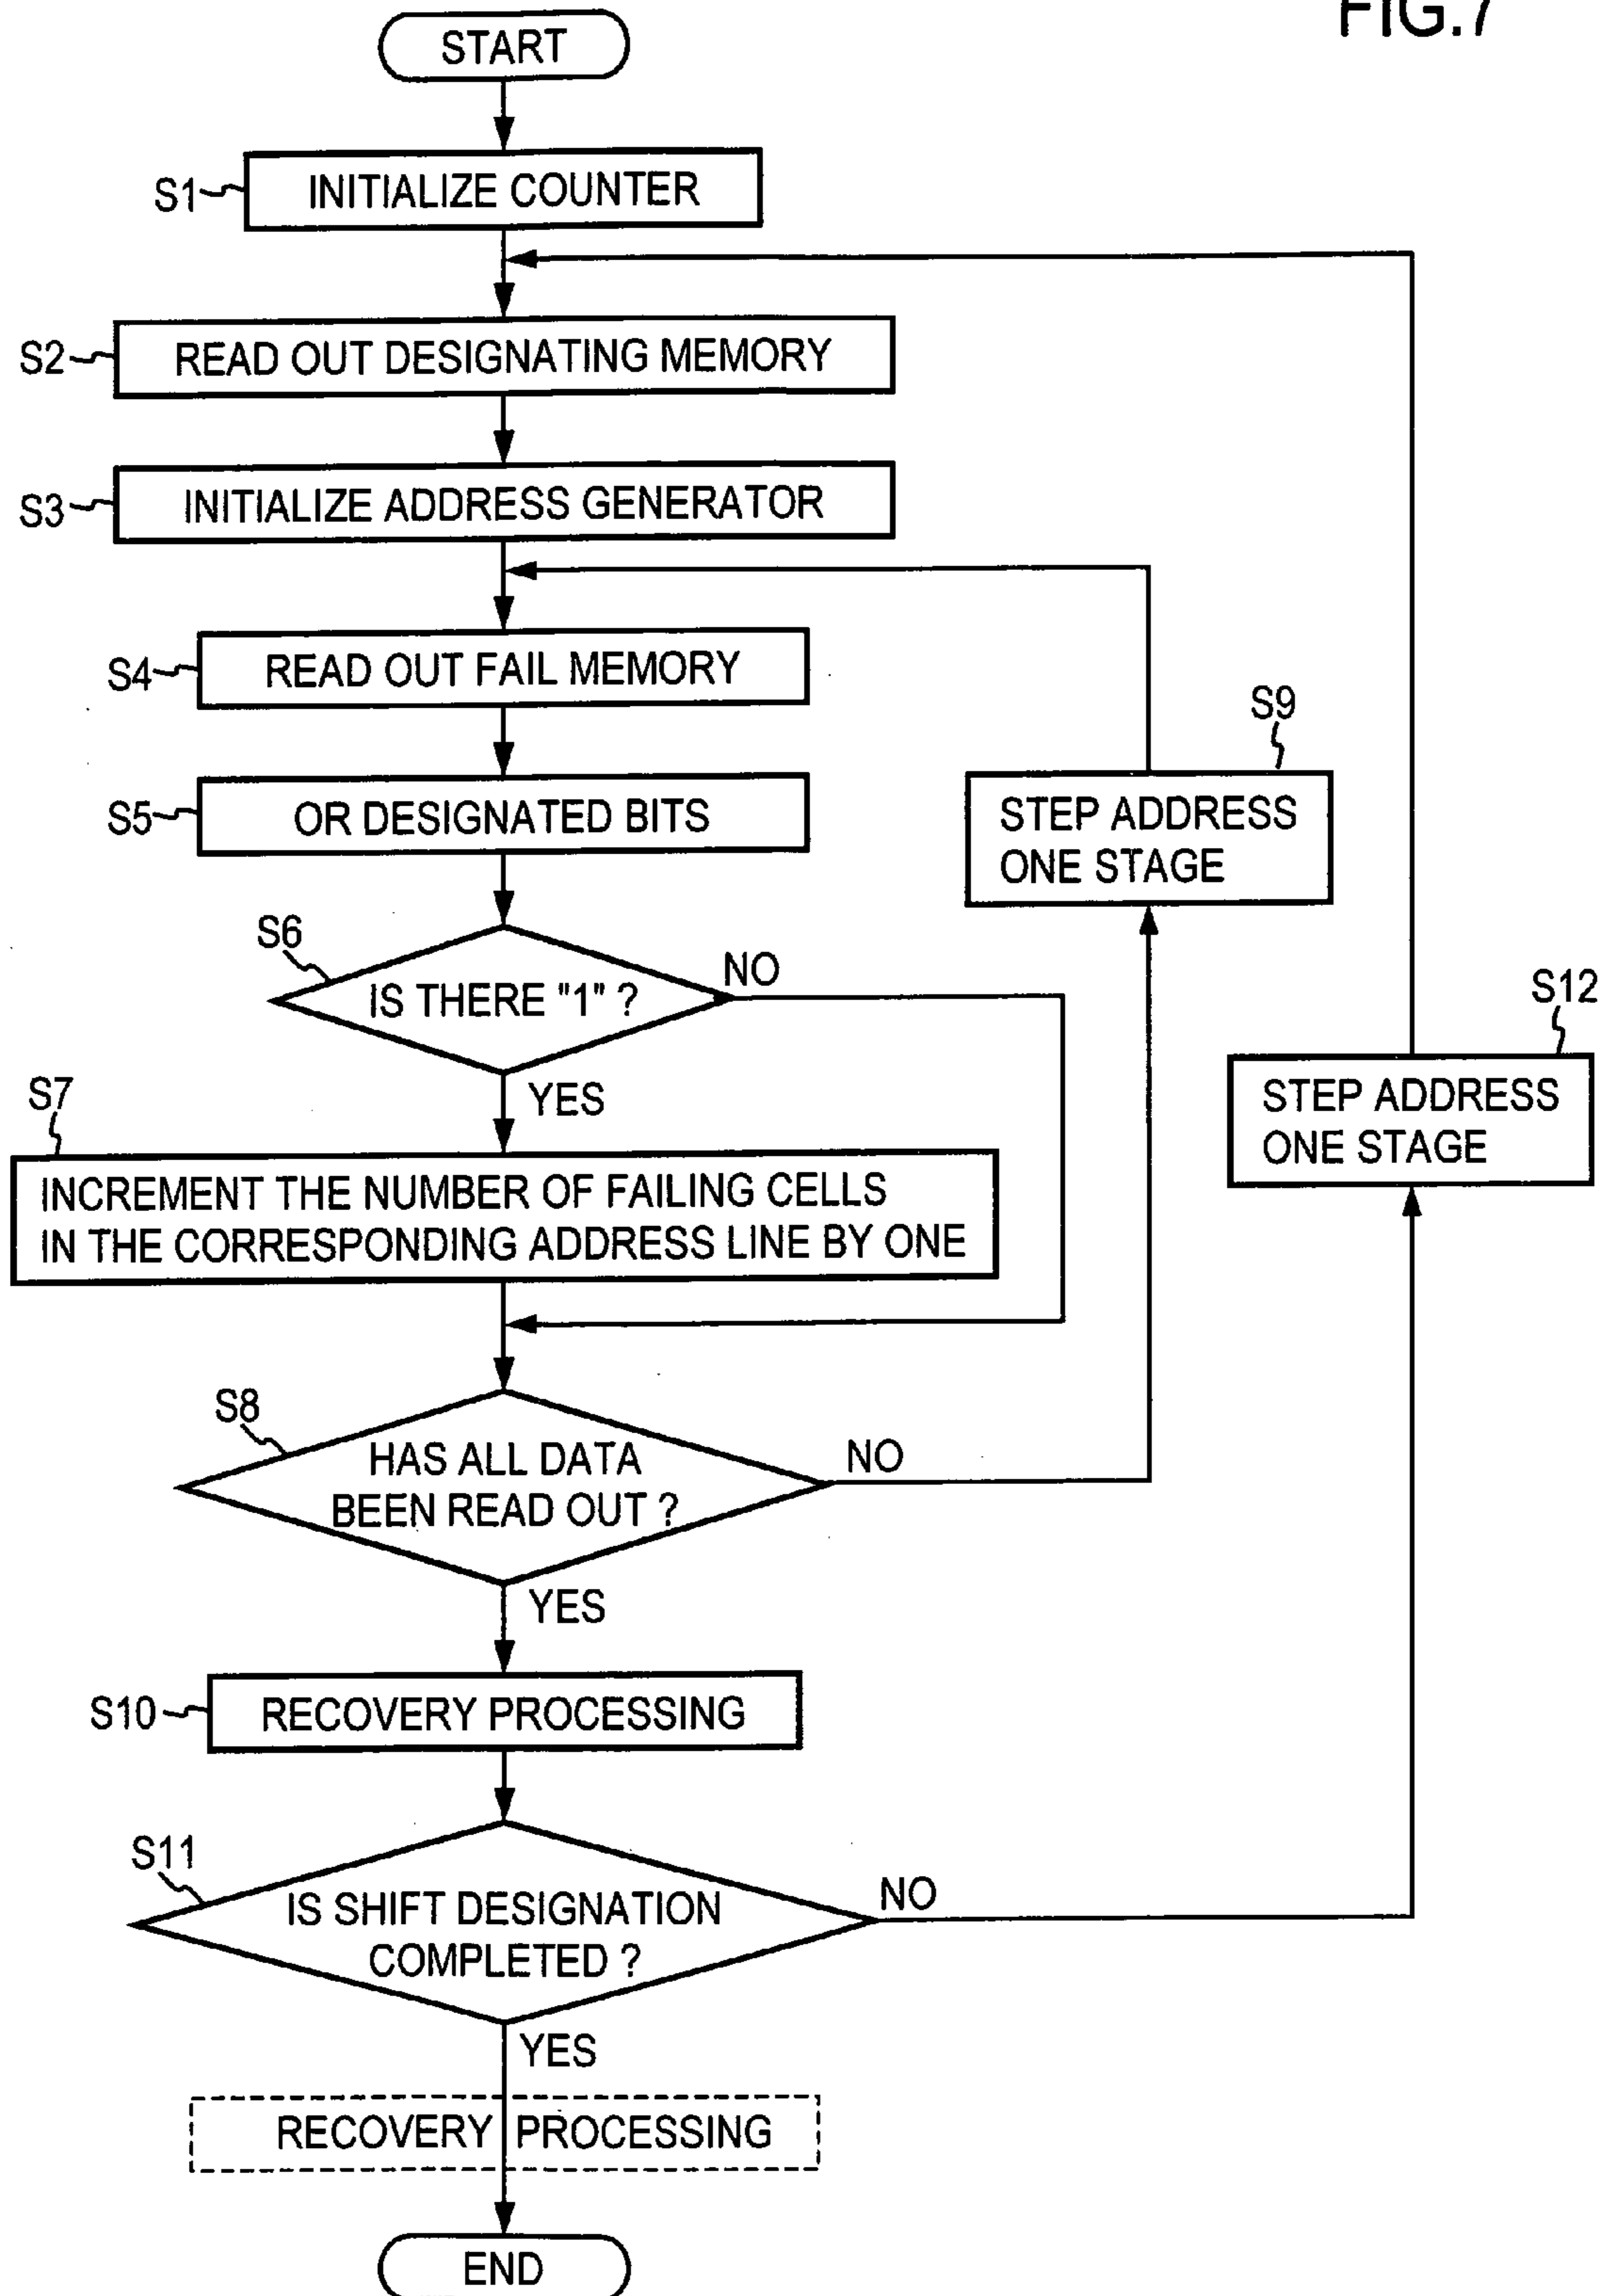 FIG.7
START
S1
INITIALIZE COUNTER
S2
READ OUT DESIGNATING MEMORY
S3
INITIALIZE ADDRESS GENERATOR
S4
READ OUT FAIL MEMORY
S5
OR DESIGNATED BITS
S6
IS THERE "1" ?
NO
YES
S7
INCREMENT THE NUMBER OF FAILING CELLS
IN THE CORRESPONDING ADDRESS LINE BY ONE
S8
HAS ALL DATA
BEEN READ OUT ?
NO
YES
S9
STEP ADDRESS
ONE STAGE
S10
RECOVERY PROCESSING
S11
IS SHIFT DESIGNATION
COMPLETED ?
NO
YES
S12
STEP ADDRESS
ONE STAGE
RECOVERY PROCESSING
END